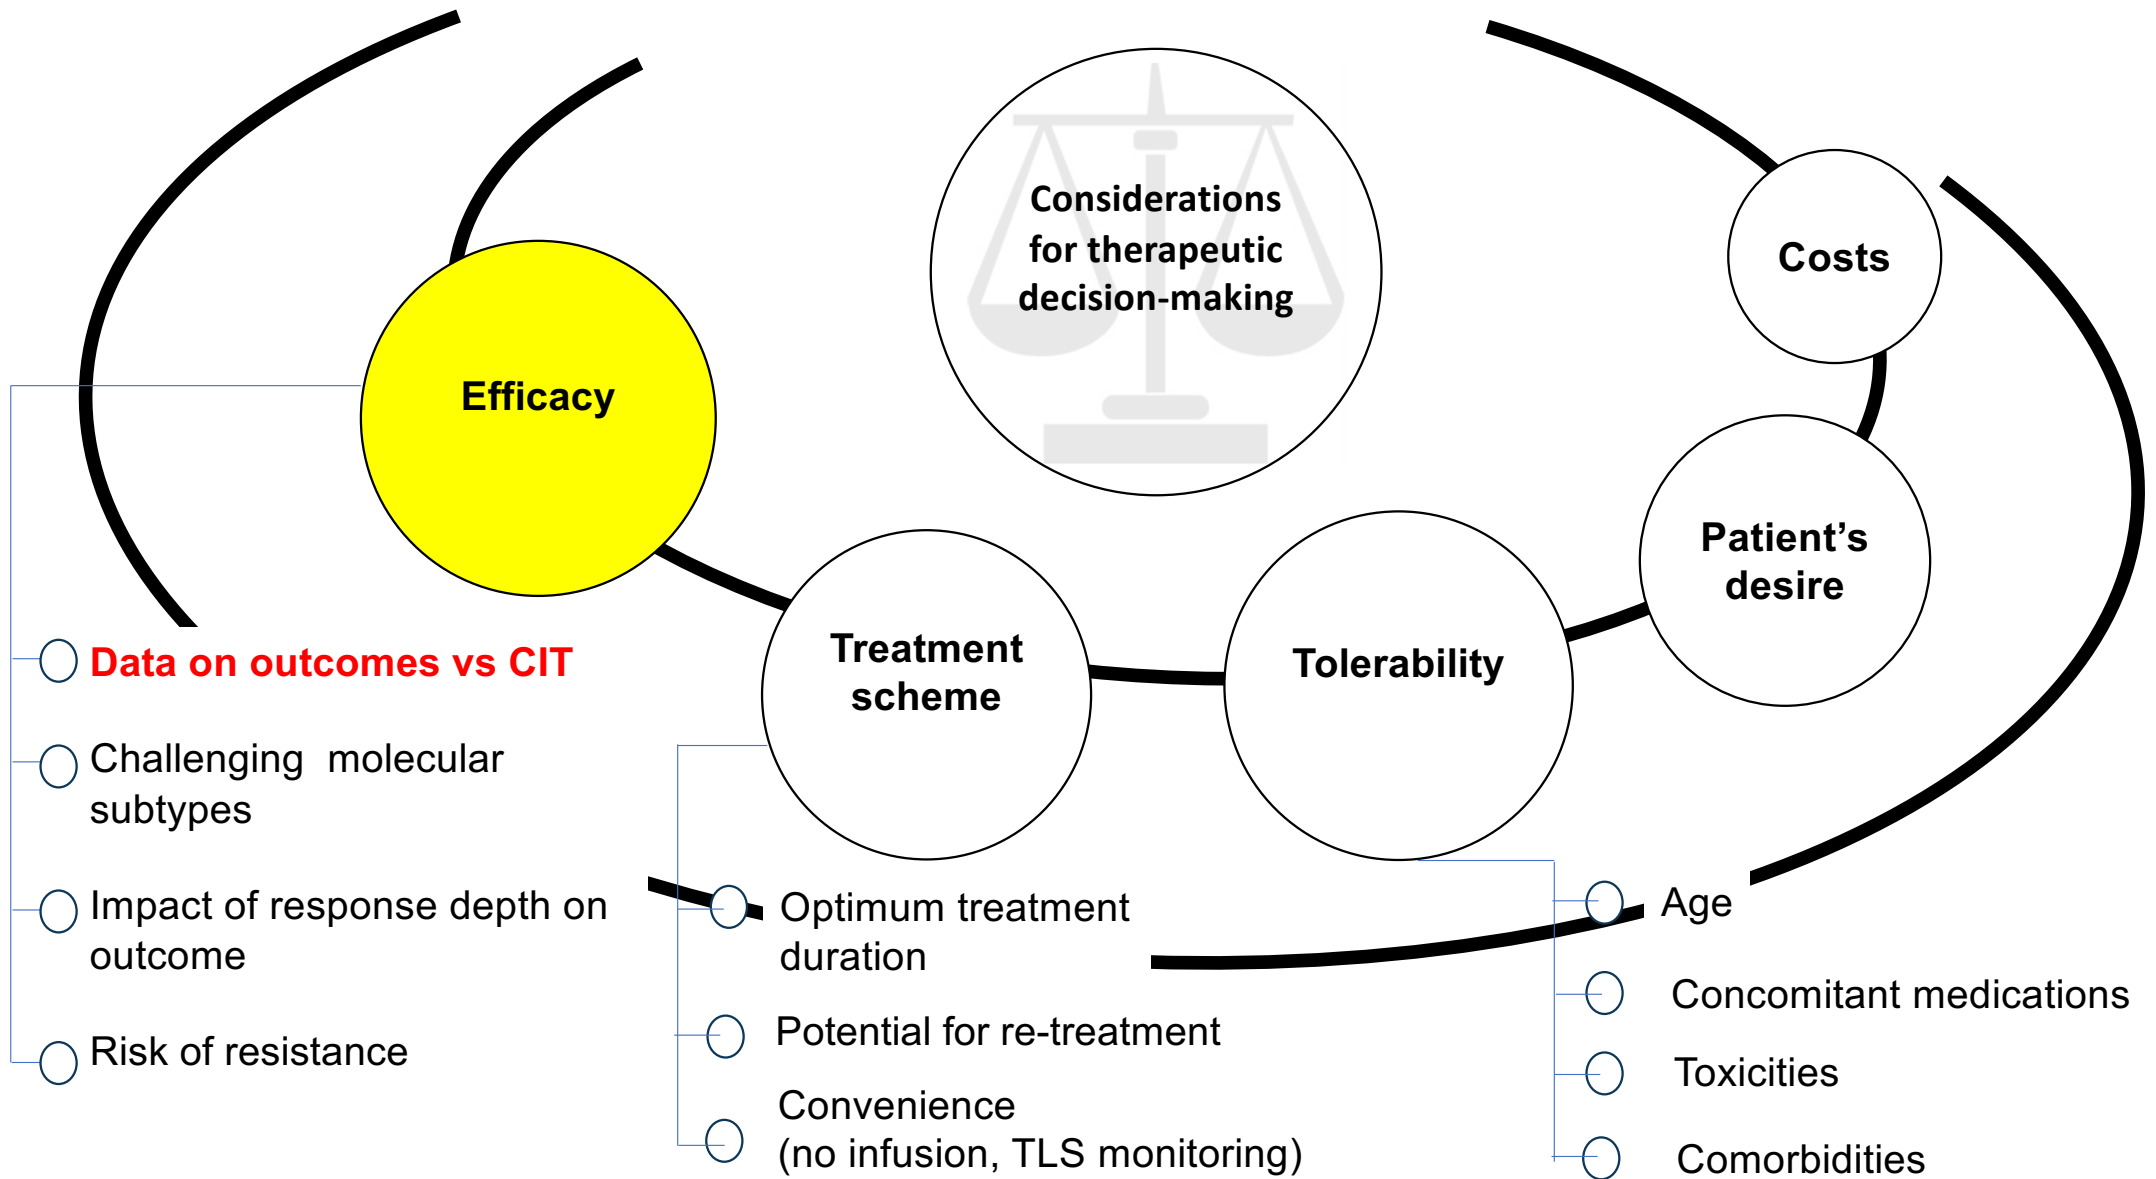 Considerations
for therapeutic
decision-making
Costs
Efficacy
Patient’s
desire
Treatment
scheme
Tolerability
Data on outcomes vs CIT
Challenging  molecular
subtypes
Impact of response depth on
outcome
Risk of resistance
Optimum treatment
duration
Potential for re-treatment
Convenience
(no infusion, TLS monitoring)
Age
Concomitant medications
Toxicities
Comorbidities